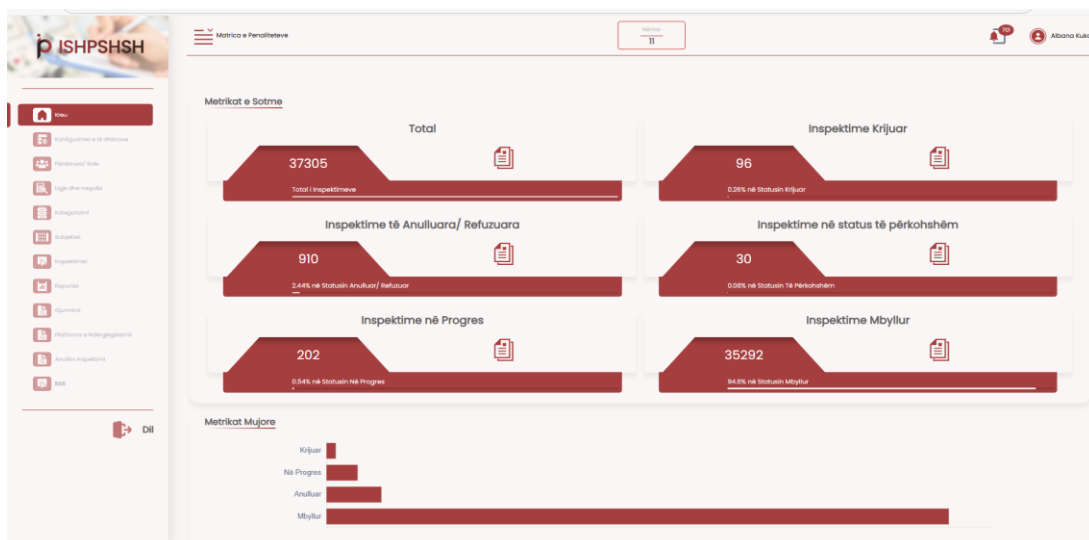 ISHPSHSH
Matrica e Penaliteteve
Nëntor
11
701
Albana Kuka
Kreu
Konfigurimet e të dhënave
Përdorues/ Role
Ligje dhe rregulla
Kategorizimi
Subjektet
Inspektimet
Raportet
Gjurmimi
Anullim Inspektimi
Dil
Metrikat e Sotme
Total
37305
Total i Inspektimeve
Inspektime Krijuar
96
0.26% në Statusin Krijuar
Inspektime të Anulluara/ Refuzuara
910
2.44% në Statusin Anulluar/ Refuzuar
Inspektime në status të përkohshëm
30
0.08% në Statusin Të Përkohshëm
Inspektime në Progres
202
0.54% në Statusin Në Progres
Inspektime Mbyllur
35292
94.6% në Statusin Mbyllur
Metrikat Mujore
Krijuar
Në Progres
Anulluar
Mbyllur